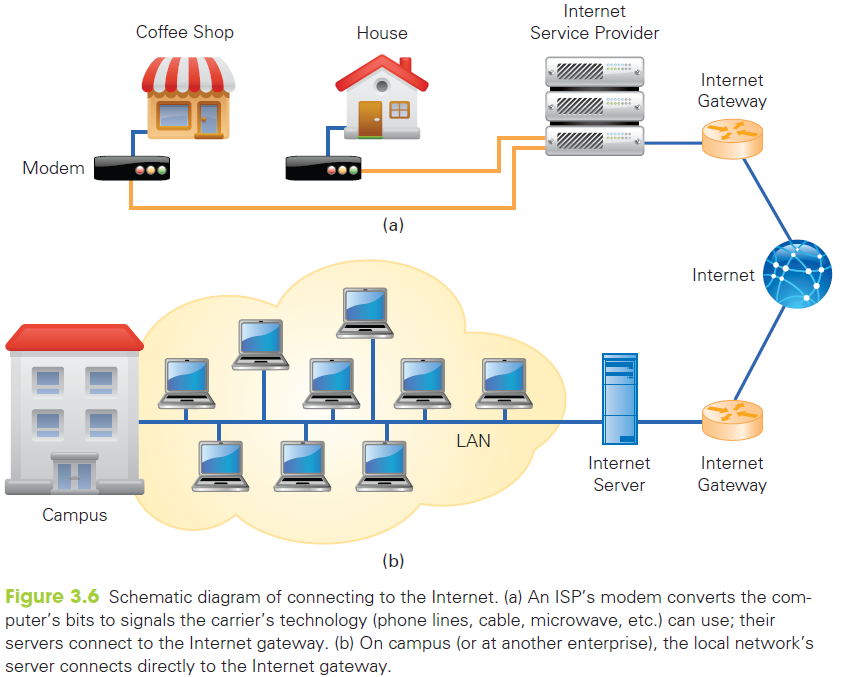 Coffee Shop
House
Internet
Service Provider
Internet
Gateway
Modem
(a)
Internet
LAN
Internet
Server
Internet
Gateway
Campus
(b)
Figure 3.6 Schematic diagram of connecting to the Internet. (a) An ISP’s modem converts the com-
puter’s bits to signals the carrier’s technology (phone lines, cable, microwave, etc.) can use; their
servers connect to the Internet gateway. (b) On campus (or at another enterprise), the local network’s
server connects directly to the Internet gateway.